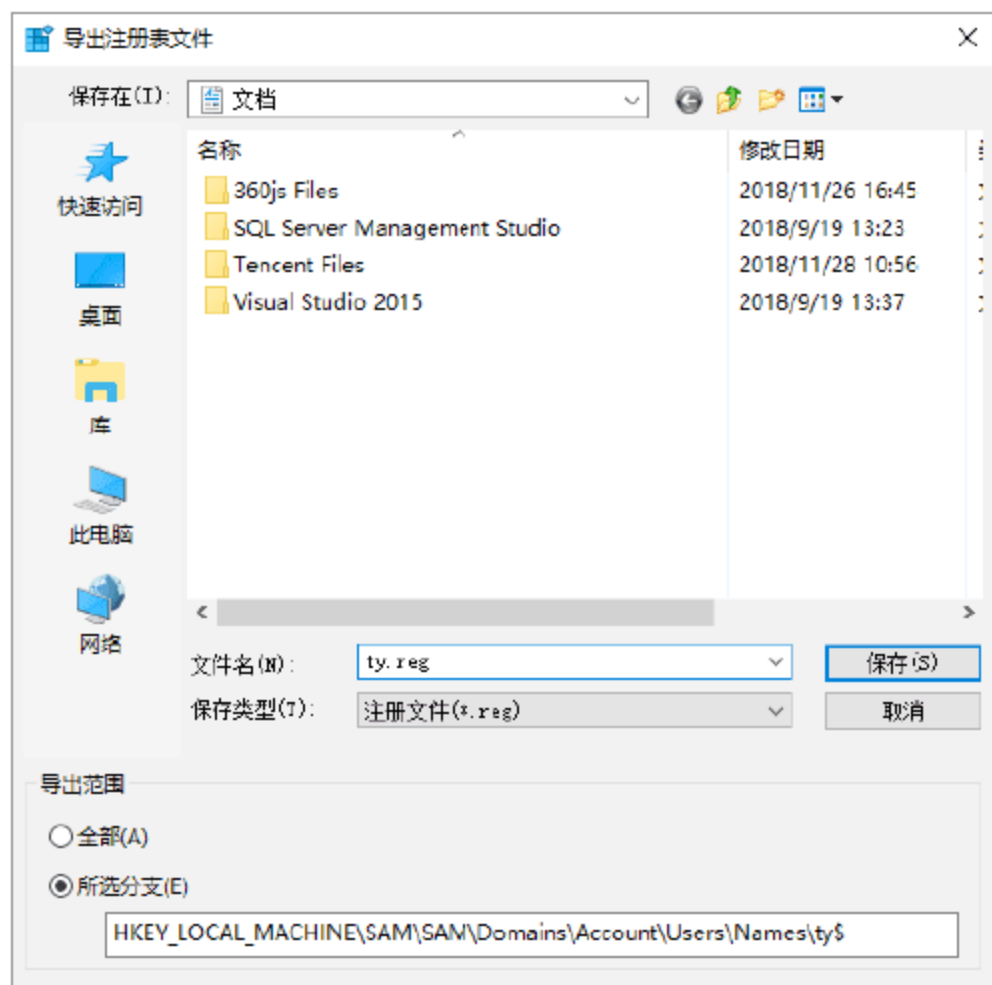 导出注册表文件
保存在(I):
文档
快速访问
桌面
库
此电脑
网络
名称 修改日期
360js Files 2018/11/26 16:45
SQL Server Management Studio 2018/9/19 13:23
Tencent Files 2018/11/28 10:56
Visual Studio 2015 2018/9/19 13:37
文件名(N): ty.reg 保存(S)
保存类型(T): 注册文件(*.reg) 取消
导出范围
全部(A)
所选分支(E)
HKEY_LOCAL_MACHINE\SAM\SAM\Domains\Account\Users\Names\ty$